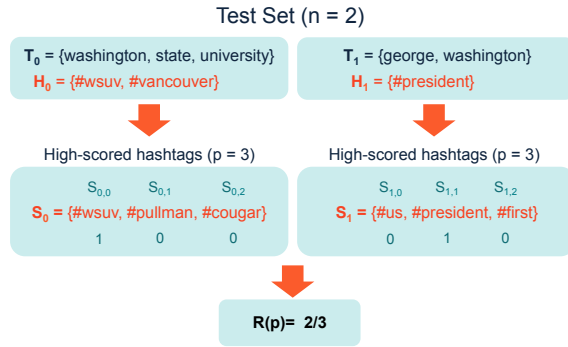 Test Set (n = 2)
T0 = {washington, state, university}
H0 = {#wsuv, #vancouver}
T1 = {george, washington}
H1 = {#president}
High-scored hashtags (p = 3)
S0,0 S0,1 S0,2
S0 = {#wsuv, #pullman, #cougar}
1 0 0
High-scored hashtags (p = 3)
S1,0 S1,1 S1,2
S1 = {#us, #president, #first}
0 1 0
R(p)= 2/3